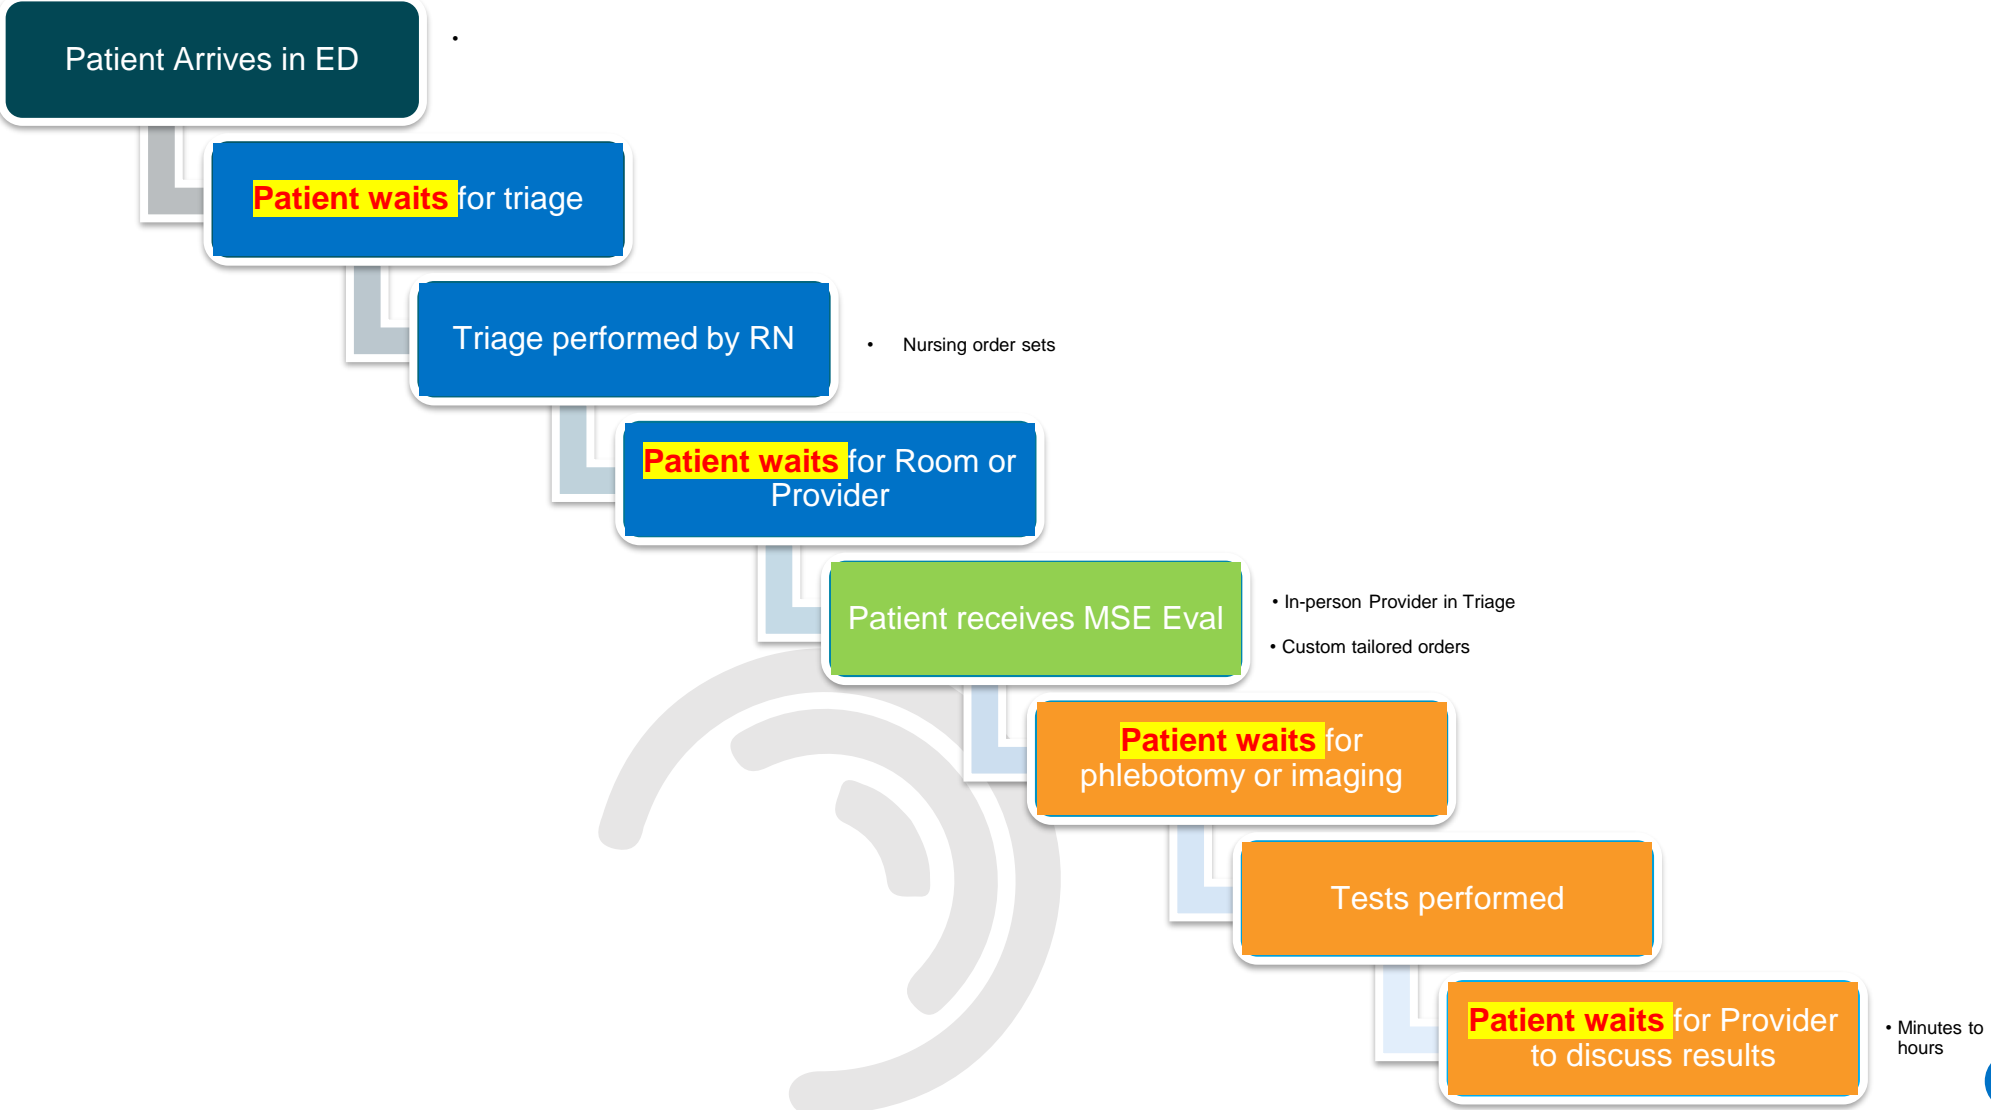 Patient Arrives in ED
•
Patient waits for triage
Triage performed by RN
• Nursing order sets
Patient waits for Room or
Provider
Patient receives MSE Eval
• In-person Provider in Triage
• Custom tailored orders
Patient waits for
phlebotomy or imaging
Tests performed
Patient waits for Provider
to discuss results
• Minutes to
hours